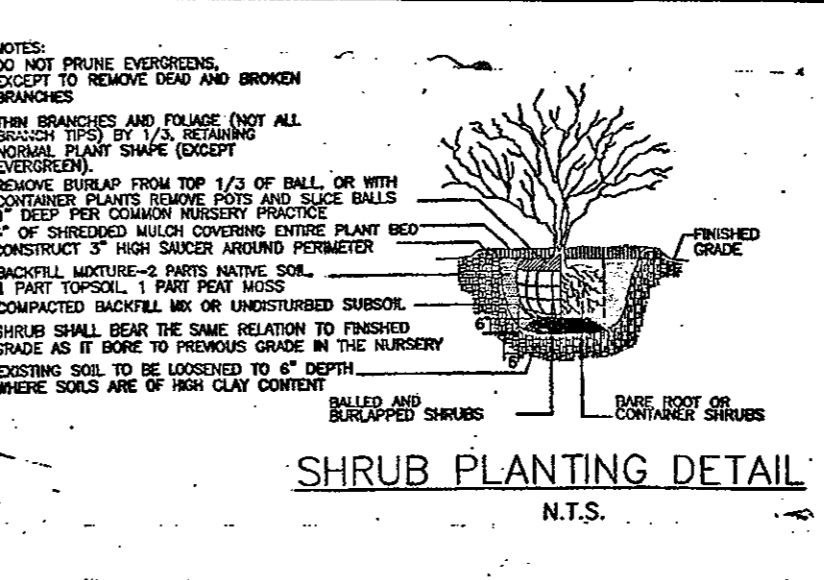 NOTES:
DO NOT PRUNE EVERGREENS,
EXCEPT TO REMOVE DEAD AND BROKEN
BRANCHES
THIN BRANCHES AND FOLIAGE (NOT ALL
BRANCH TIPS) BY 1/3, RETAINING
NORMAL PLANT SHAPE (EXCEPT
EVERGREEN).
REMOVE BURLAP FROM TOP 1/3 OF BALL, OR WITH
CONTAINER PLANTS REMOVE POTS AND SLICE BALLS
1" DEEP PER COMMON NURSERY PRACTICE
OF SHREDDED MULCH COVERING ENTIRE PLANT BED
CONSTRUCT 3" HIGH SAUCER AROUND PERIMETER
BACKFILL MIXTURE-2 PARTS NATIVE SOIL
1 PART TOPSOIL 1 PART PEAT MOSS
COMPACTED BACKFILL MIX OR UNDISTURBED SUBSOIL
SHRUB SHALL BEAR THE SAME RELATION TO FINISHED
GRADE AS IT BORE TO PREVIOUS GRADE IN THE NURSERY
EXISTING SOIL TO BE LOOSENED TO 6" DEPTH
WHERE SOILS ARE OF HIGH CLAY CONTENT
FINISHED
GRADE
6"
6"
BALLED AND
BURLAPPED SHRUBS
BARE ROOT OR
CONTAINER SHRUBS
SHRUB PLANTING DETAIL
N.T.S.